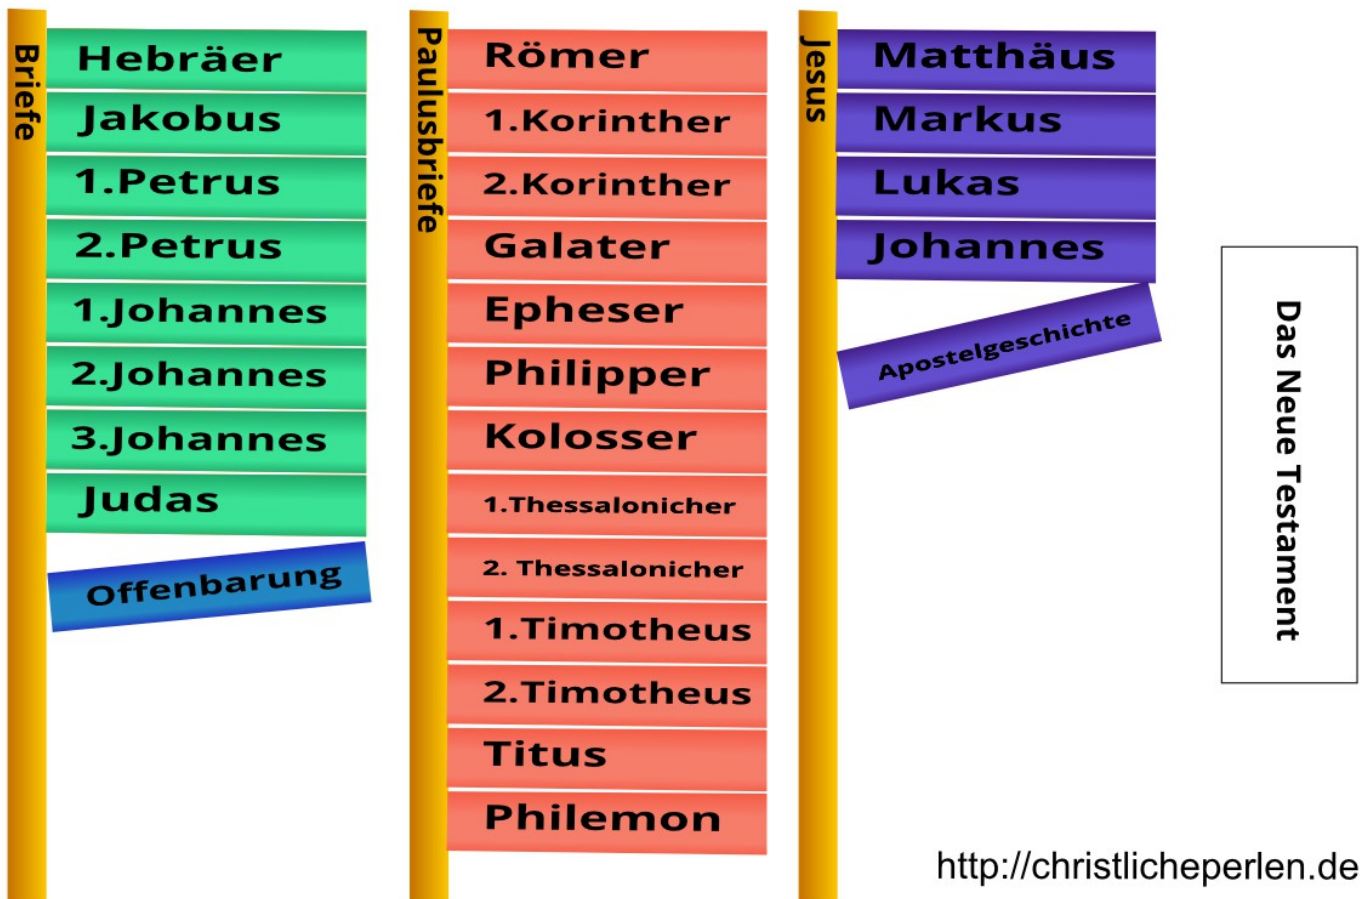 Briefe
Hebräer
Jakobus
1.Petrus
2.Petrus
1.Johannes
2.Johannes
3.Johannes
Judas
Offenbarung
Paulusbriefe
Römer
1.Korinther
2.Korinther
Galater
Epheser
Philipper
Kolosser
1.Thessalonicher
2. Thessalonicher
1.Timotheus
2.Timotheus
Titus
Philemon
Jesus
Matthäus
Markus
Lukas
Johannes
Apostelgeschichte
Das Neue Testament
http://christlicheperlen.de